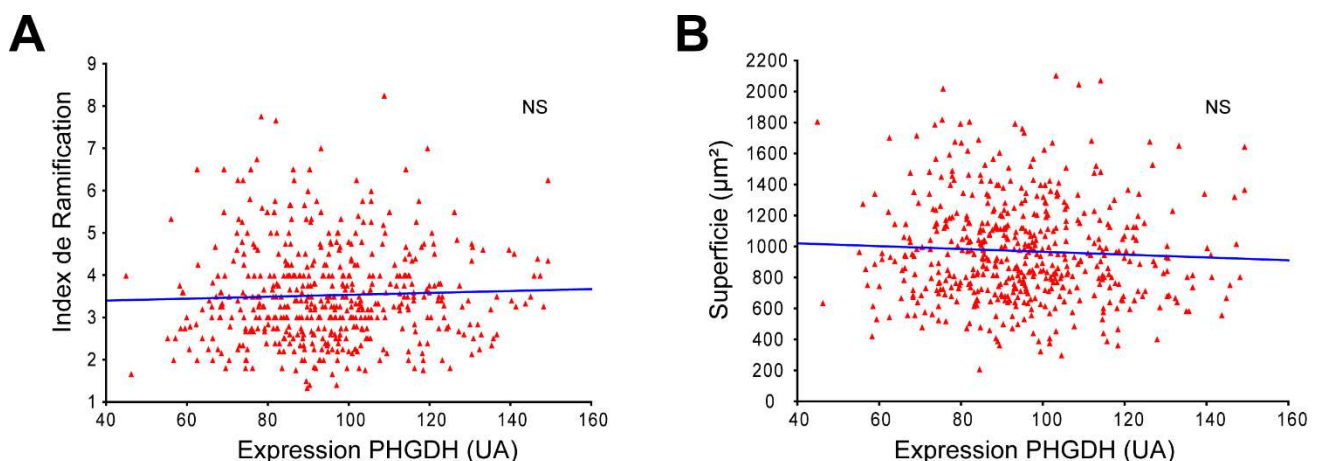 A
Index de Ramification
9
8
7
6
5
4
3
2
1
NS
40 60 80 100 120 140 160
Expression PHGDH (UA)
B
Superficie (µm²)
2200
2000
1800
1600
1400
1200
1000
800
600
400
200
0
NS
40 60 80 100 120 140 160
Expression PHGDH (UA)